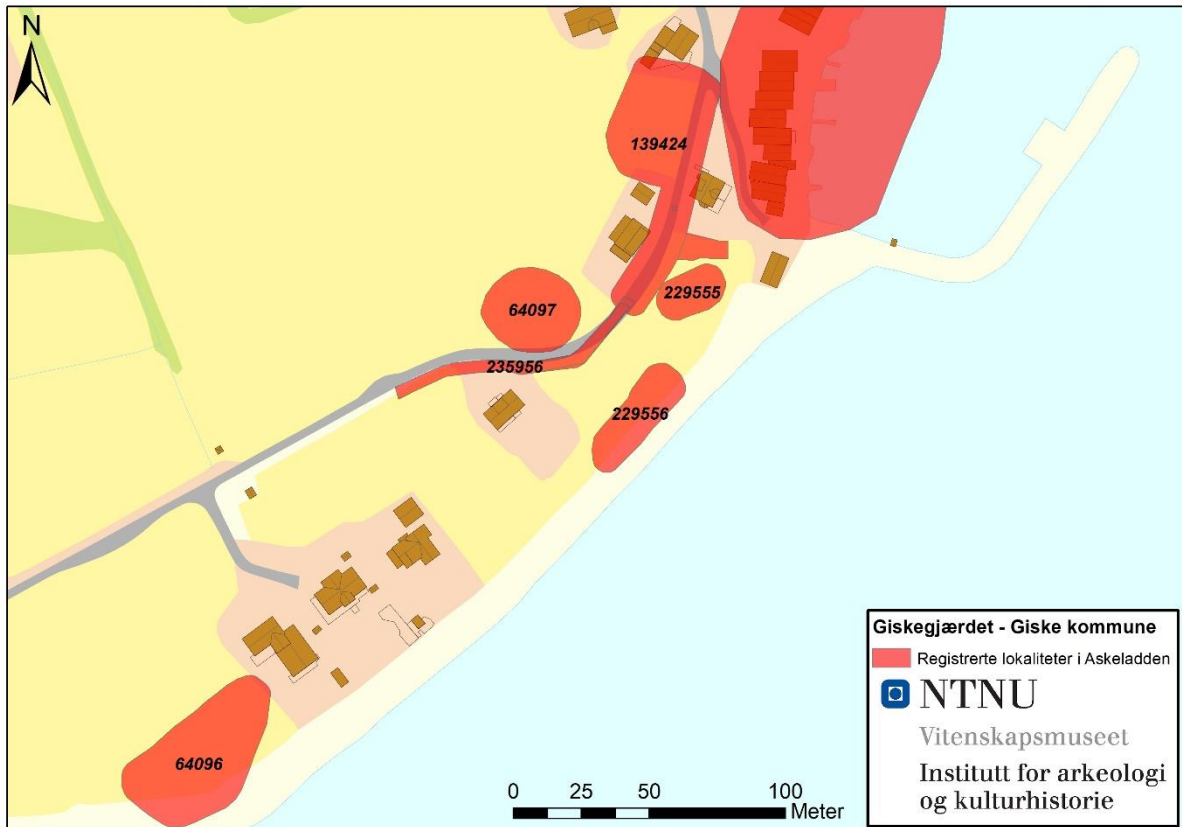 N
139424
229555
64097
235956
229556
64096
0 25 50 100
Meter
Giskegjærdet - Giske kommune
Registrerte lokaliteter i Askeladden
NTNU
Vitenskapsmuseet
Institutt for arkeologi
og kulturhistorie